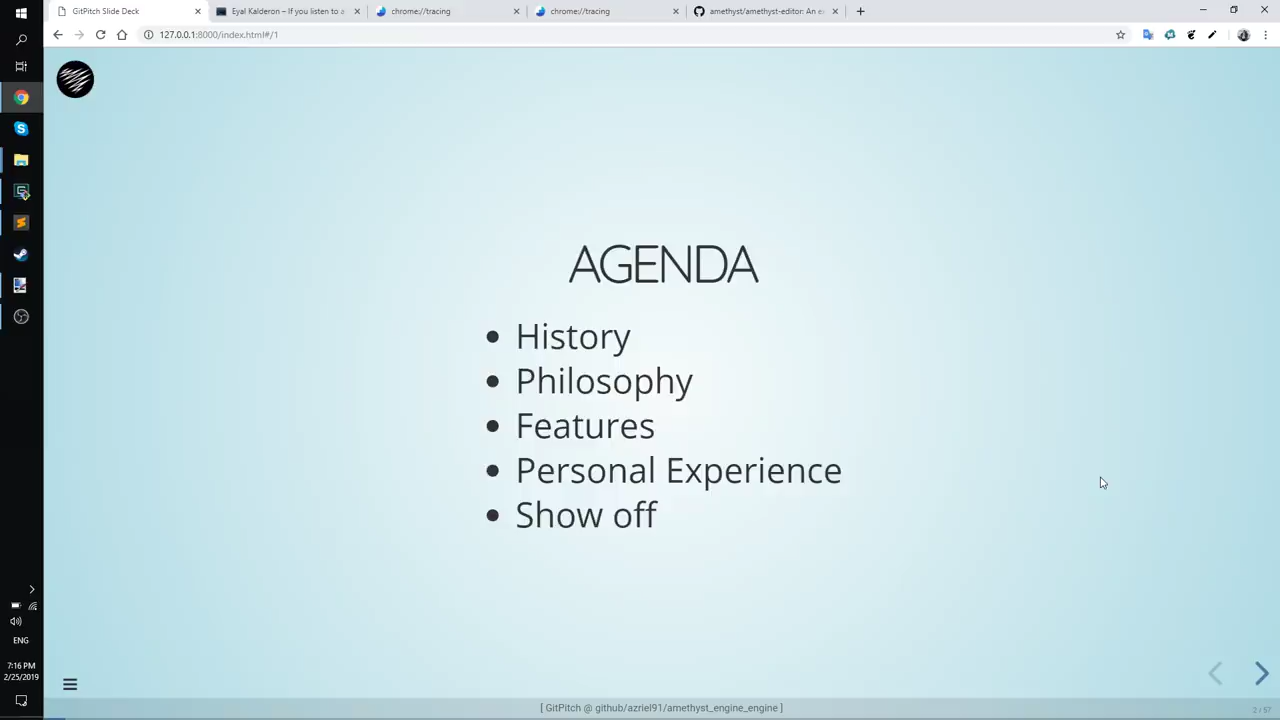 GitPitch Slide Deck
Eyal Kalderon – If you listen to a
chrome://tracing
chrome://tracing
amethyst/amethyst-editor: An e
127.0.0.1:8000/index.html#/1
AGENDA
History
Philosophy
Features
Personal Experience
Show off
ENG
7:16 PM
2/25/2019
[ GitPitch @ github/azriel91/amethyst_engine_engine ]
2 / 57